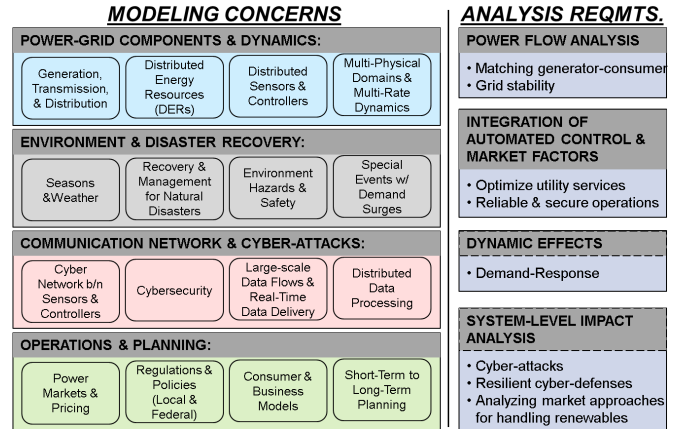 MODELING CONCERNS
POWER-GRID COMPONENTS & DYNAMICS:
Generation,
Transmission,
& Distribution
Distributed
Energy
Resources
(DERs)
Distributed
Sensors &
Controllers
Multi-Physical
Domains &
Multi-Rate
Dynamics
ENVIRONMENT & DISASTER RECOVERY:
Seasons
&Weather
Recovery &
Management
for Natural
Disasters
Environment
Hazards &
Safety
Special
Events w/
Demand
Surges
COMMUNICATION NETWORK & CYBER-ATTACKS:
Cyber
Network b/n
Sensors &
Controllers
Cybersecurity
Large-scale
Data Flows &
Real-Time
Data Delivery
Distributed
Data
Processing
OPERATIONS & PLANNING:
Power
Markets &
Pricing
Regulations &
Policies
(Local &
Federal)
Consumer &
Business
Models
Short-Term to
Long-Term
Planning
ANALYSIS REQMTS.
POWER FLOW ANALYSIS
• Matching generator-consumer
• Grid stability
INTEGRATION OF
AUTOMATED CONTROL &
MARKET FACTORS
• Optimize utility services
• Reliable & secure operations
DYNAMIC EFFECTS
• Demand-Response
SYSTEM-LEVEL IMPACT
ANALYSIS
• Cyber-attacks
• Resilient cyber-defenses
• Analyzing market approaches
for handling renewables